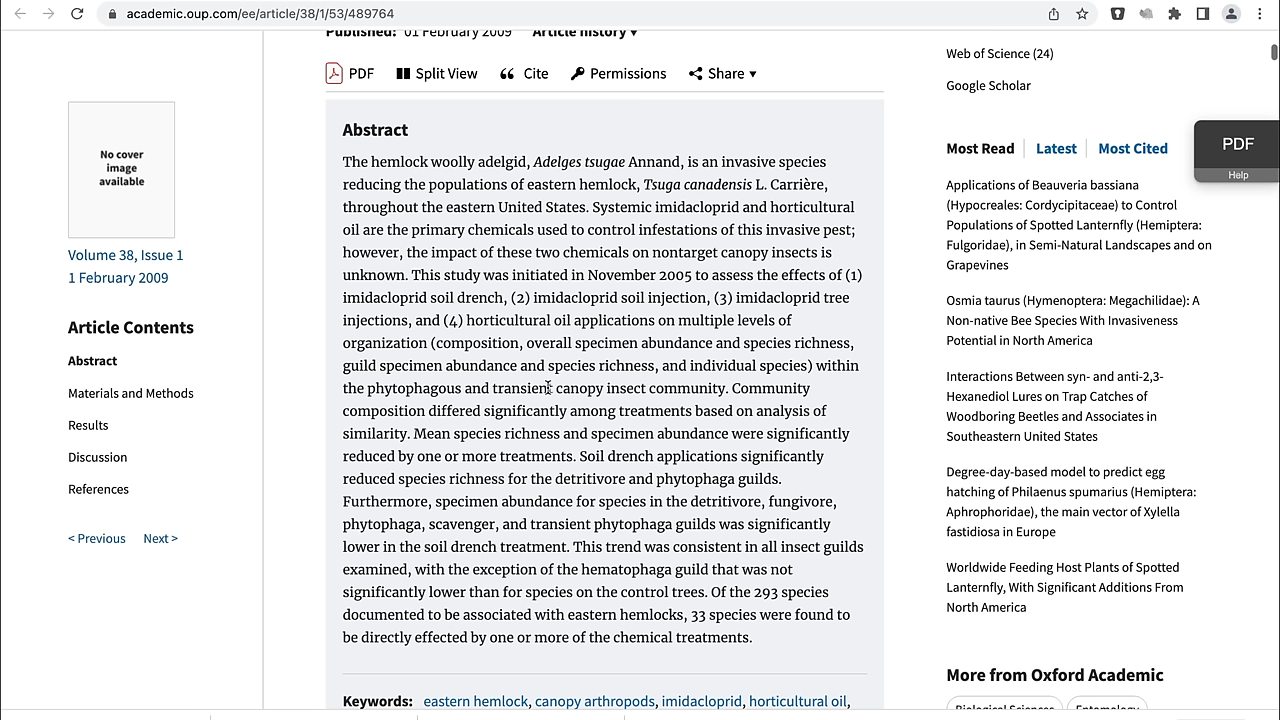 academic.oup.com/ee/article/38/1/53/489764
Published: 01 February 2009 Article history
PDF Split View Cite Permissions Share
No cover
image
available
Volume 38, Issue 1
1 February 2009
Article Contents
Abstract
Materials and Methods
Results
Discussion
References
< Previous Next >
Abstract
The hemlock woolly adelgid, Adelges tsugae Annand, is an invasive species
reducing the populations of eastern hemlock, Tsuga canadensis L. Carrière,
throughout the eastern United States. Systemic imidacloprid and horticultural
oil are the primary chemicals used to control infestations of this invasive pest;
however, the impact of these two chemicals on nontarget canopy insects is
unknown. This study was initiated in November 2005 to assess the effects of (1)
imidacloprid soil drench, (2) imidacloprid soil injection, (3) imidacloprid tree
injections, and (4) horticultural oil applications on multiple levels of
organization (composition, overall specimen abundance and species richness,
guild specimen abundance and species richness, and individual species) within
the phytophagous and transient canopy insect community. Community
composition differed significantly among treatments based on analysis of
similarity. Mean species richness and specimen abundance were significantly
reduced by one or more treatments. Soil drench applications significantly
reduced species richness for the detritivore and phytophaga guilds.
Furthermore, specimen abundance for species in the detritivore, fungivore,
phytophaga, scavenger, and transient phytophaga guilds was significantly
lower in the soil drench treatment. This trend was consistent in all insect guilds
examined, with the exception of the hematophaga guild that was not
significantly lower than for species on the control trees. Of the 293 species
documented to be associated with eastern hemlocks, 33 species were found to
be directly effected by one or more of the chemical treatments.
Keywords: eastern hemlock, canopy arthropods, imidacloprid, horticultural oil,
Web of Science (24)
Google Scholar
PDF
Help
Most Read Latest Most Cited
Applications of Beauveria bassiana
(Hypocreales: Cordycipitaceae) to Control
Populations of Spotted Lanternfly (Hemiptera:
Fulgoridae), in Semi-Natural Landscapes and on
Grapevines
Osmia taurus (Hymenoptera: Megachilidae): A
Non-native Bee Species With Invasiveness
Potential in North America
Interactions Between syn- and anti-2,3-
Hexanediol Lures on Trap Catches of
Woodboring Beetles and Associates in
Southeastern United States
Degree-day-based model to predict egg
hatching of Philaenus spumarius (Hemiptera:
Aphrophoridae), the main vector of Xylella
fastidiosa in Europe
Worldwide Feeding Host Plants of Spotted
Lanternfly, With Significant Additions From
North America
More from Oxford Academic
Biological Sciences Entomology